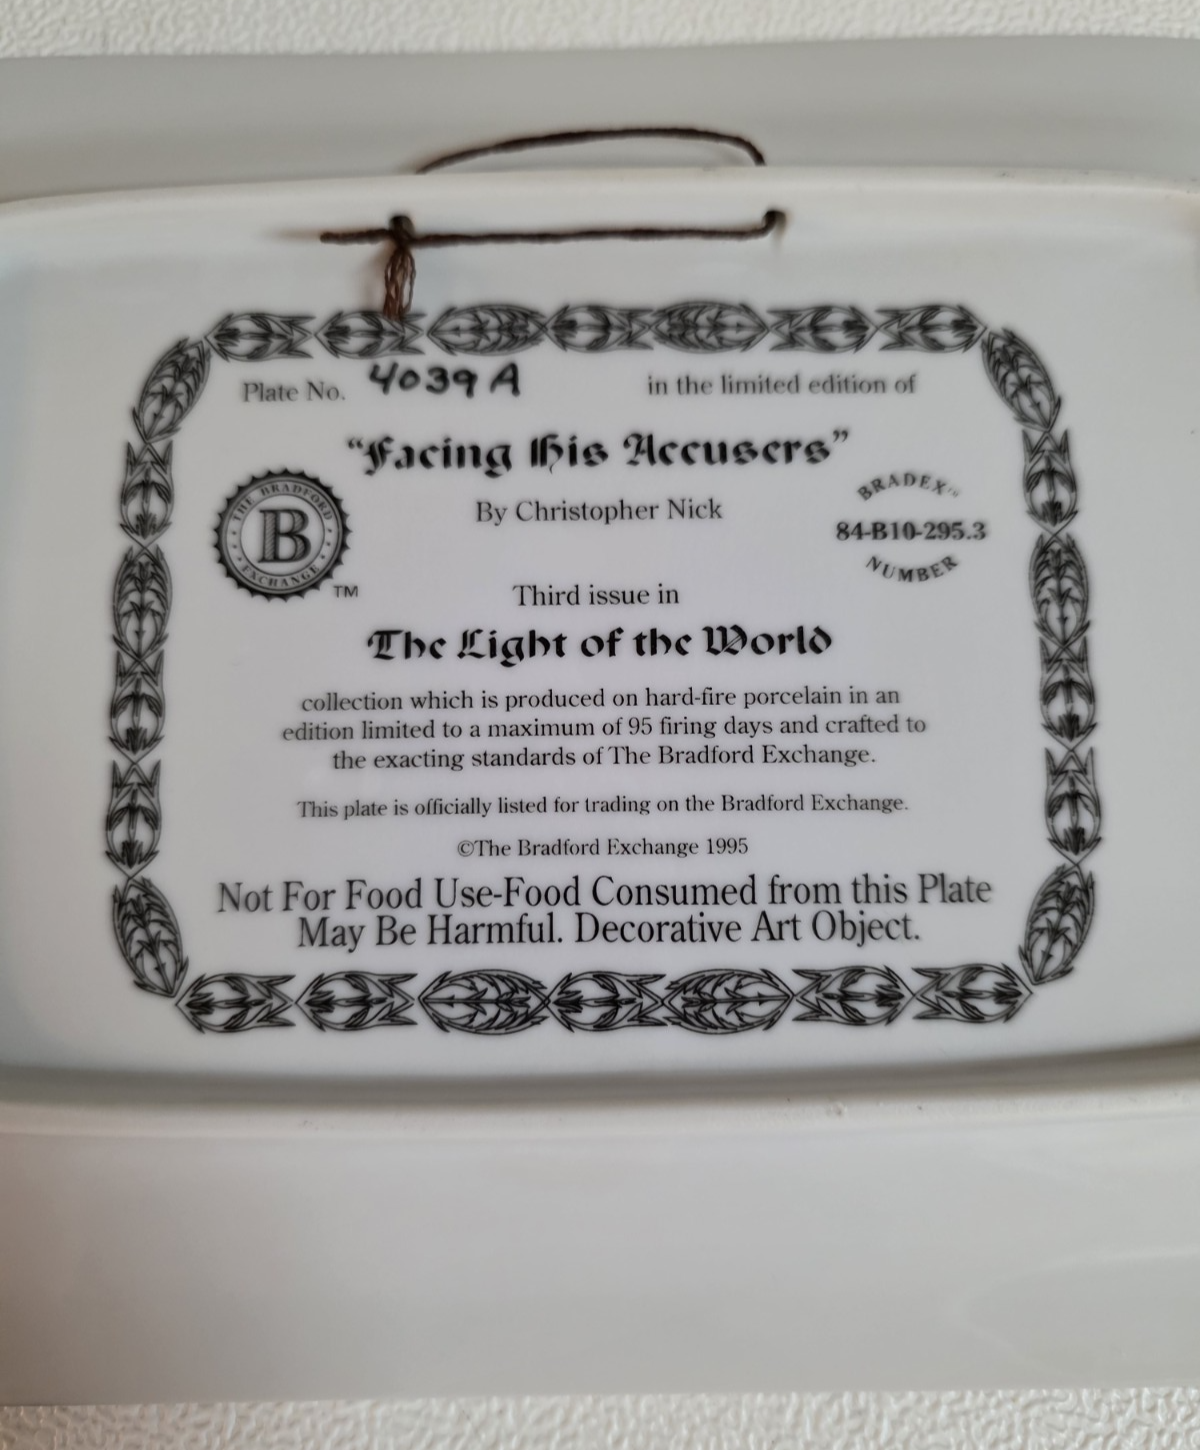 Plate No. 4039A in the limited edition of
“Facing His Accusers”
By Christopher Nick
THE BRADFORD
B
EXCHANGE
TM
BRADEX™
84-B10-295.3
NUMBER
Third issue in
The Light of the World
collection which is produced on hard-fire porcelain in an
edition limited to a maximum of 95 firing days and crafted to
the exacting standards of The Bradford Exchange.
This plate is officially listed for trading on the Bradford Exchange.
©The Bradford Exchange 1995
Not For Food Use-Food Consumed from this Plate
May Be Harmful. Decorative Art Object.